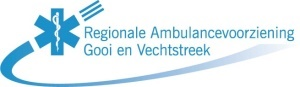 Regionale Ambulancevoorziening
Gooi en Vechtstreek